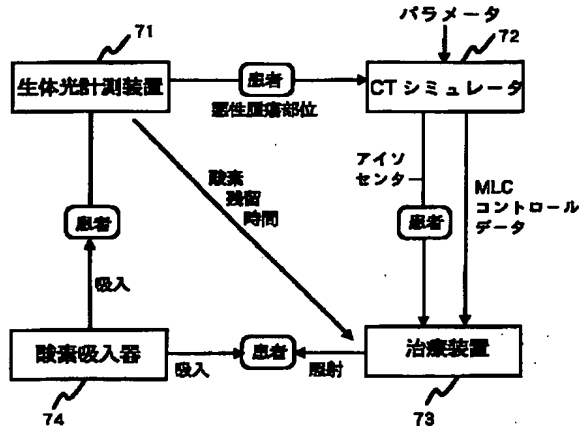 パラメータ
71
72
生体光計測装置
患者
CTシミュレータ
悪性腫瘍部位
酸素
残留
時間
アイソ
センタ
MLC
コントロール
データ
患者
患者
吸入
酸素吸入器
吸入
患者
照射
治療装置
74
73